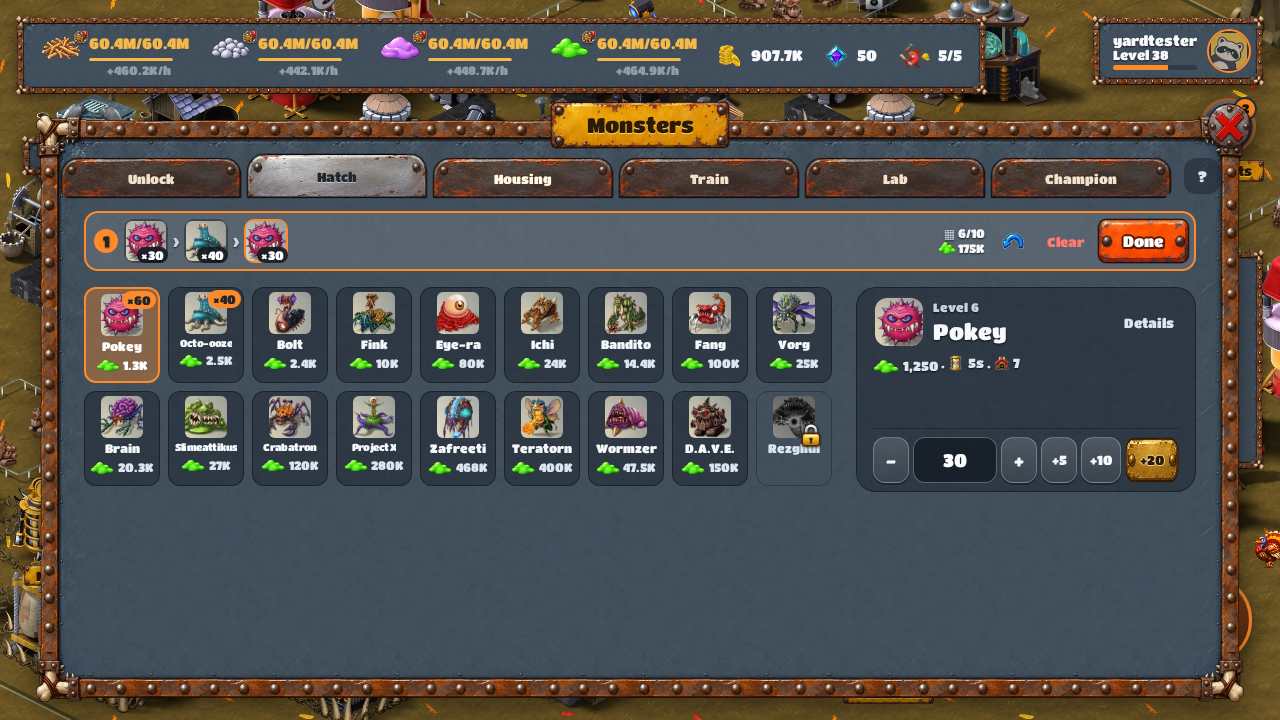 60.4M/60.4M
+460.2K/h
60.4M/60.4M
+442.1K/h
60.4M/60.4M
+448.7K/h
60.4M/60.4M
+464.9K/h
907.7K
50
5/5
yardtester
Level 38
Monsters
Unlock
Hatch
Housing
Train
Lab
Champion
?
1
×30
›
×40
›
×30
6/10
175K
Clear
Done
×60
Pokey
1.3K
×40
Octo-ooze
2.5K
Bolt
2.4K
Fink
10K
Eye-ra
80K
Ichi
24K
Bandito
14.4K
Fang
100K
Vorg
25K
Brain
20.3K
Slimeattikus
27K
Crabatron
120K
Project X
280K
Zafreeti
468K
Teratorn
400K
Wormzer
47.5K
D.A.V.E.
150K
Level 6
Pokey
Details
1,250 · 5s · 7
-
30
+
+5
+10
+20